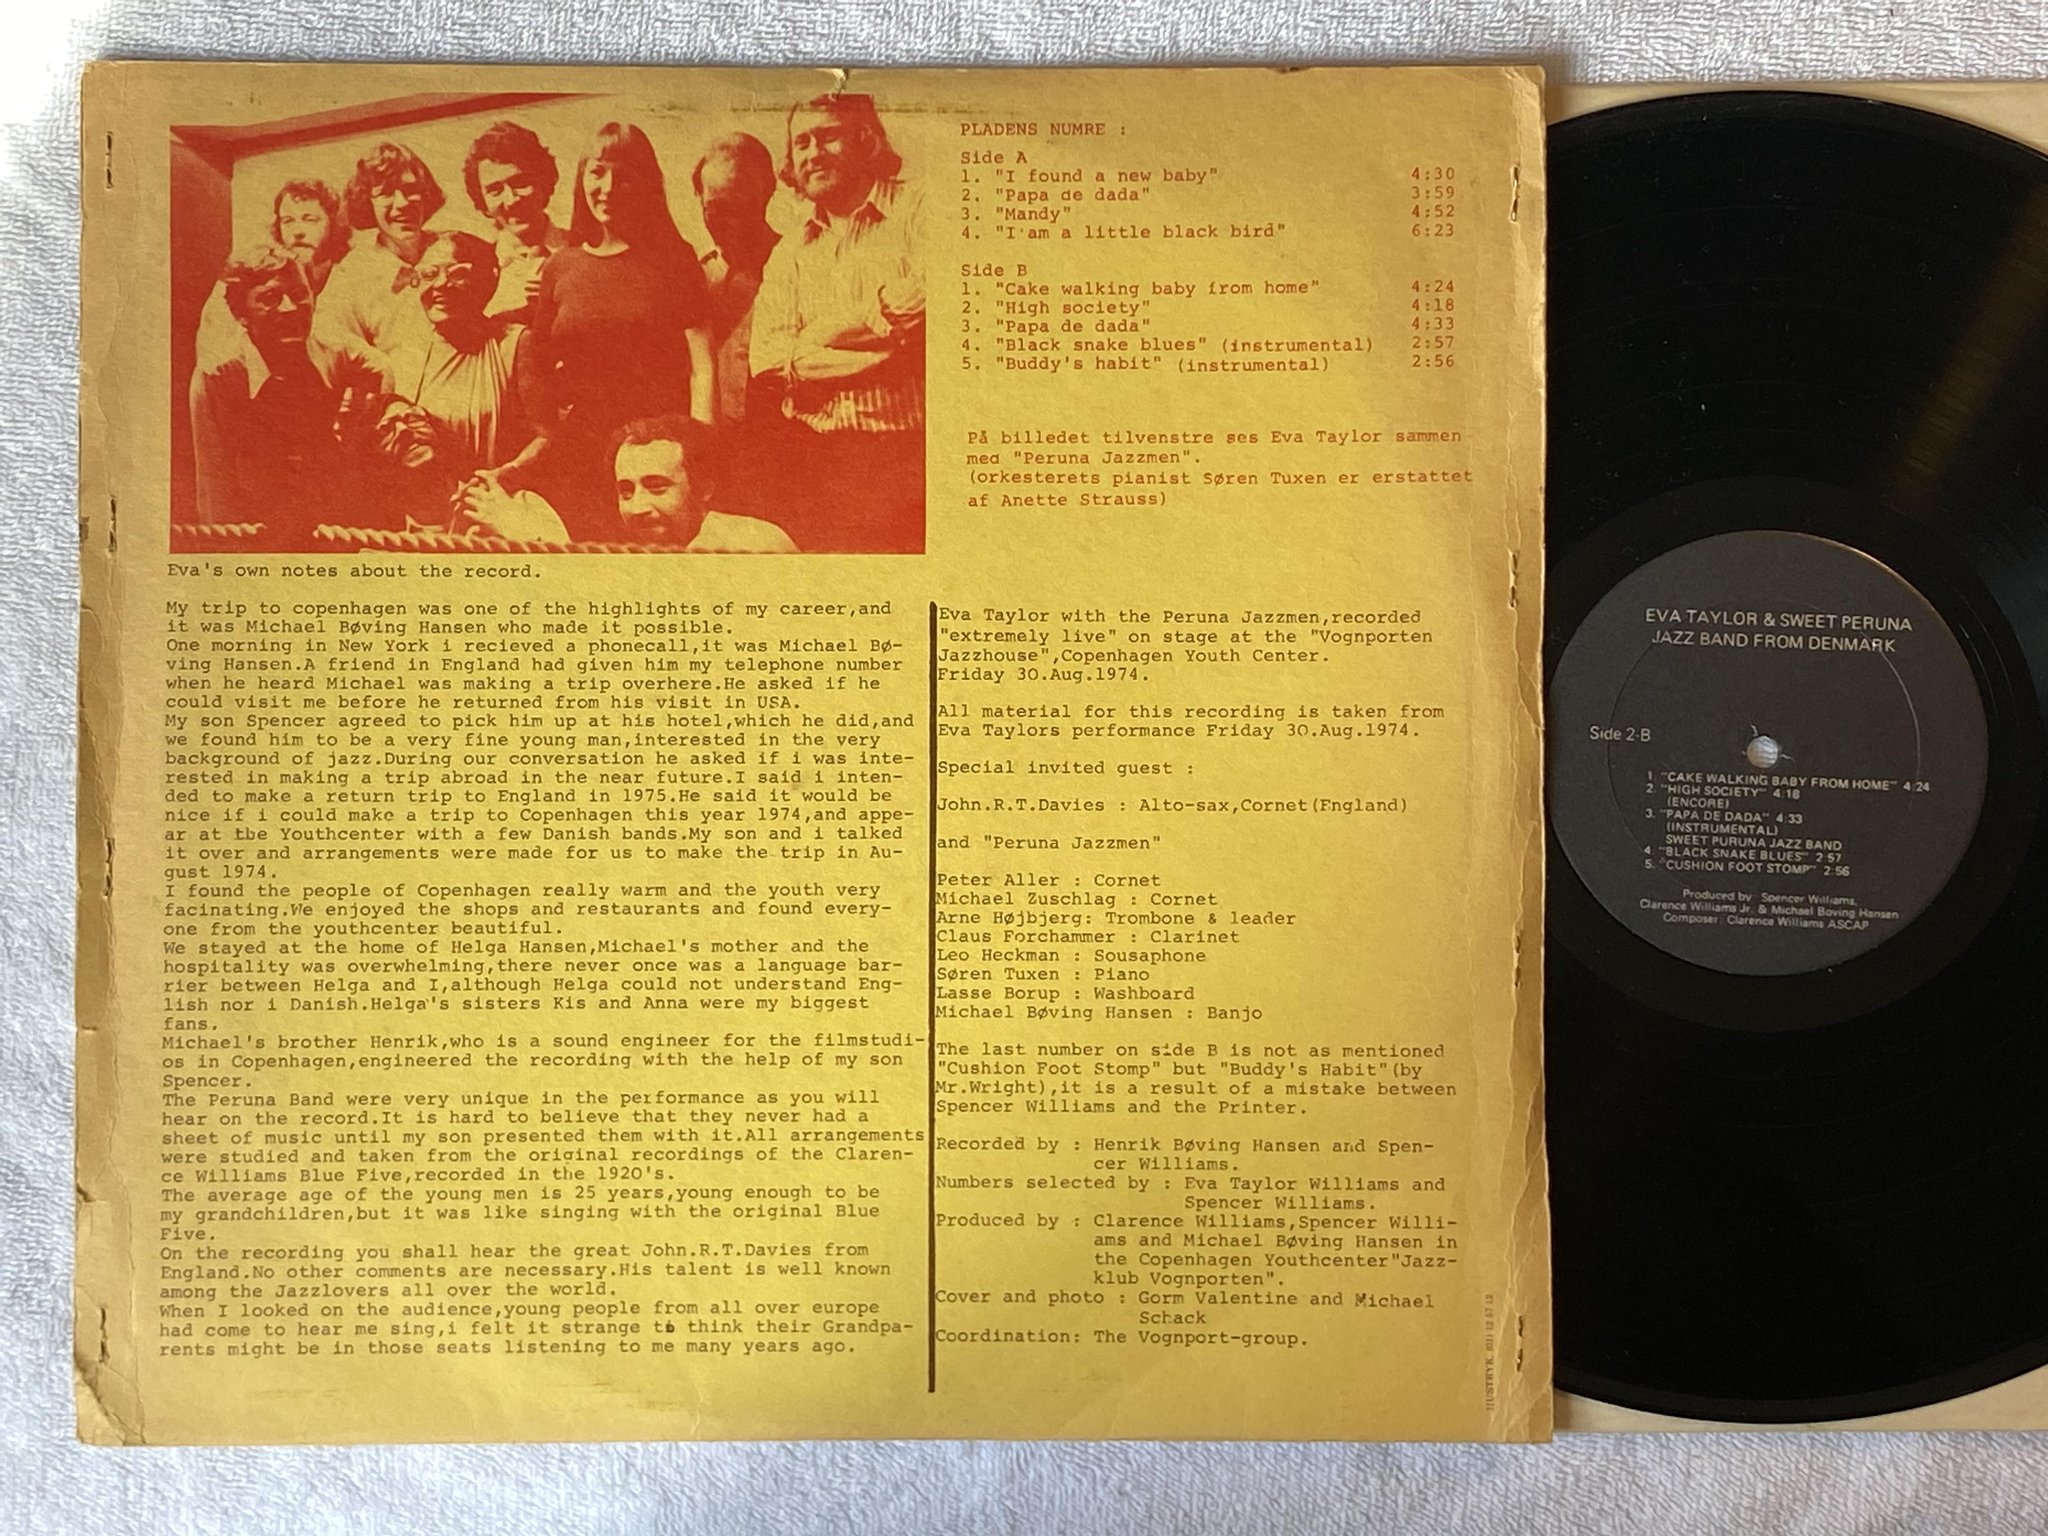 PLADENS NUMRE :
Side A
1. "I found a new baby" 4:30
2. "Papa de dada" 3:59
3. "Mandy" 4:52
4. "I'am a little black bird" 6:23
Side B
1. "Cake walking baby from home" 4:24
2. "High society" 4:18
3. "Papa de dada" 4:33
4. "Black snake blues" (instrumental) 2:57
5. "Buddy's habit" (instrumental) 2:56
På billedet tilvenstre ses Eva Taylor sammen
med "Peruna Jazzmen".
(orkesterets pianist Søren Tuxen er erstattet
af Anette Strauss)
Eva's own notes about the record.
My trip to copenhagen was one of the highlights of my career,and
it was Michael Bøving Hansen who made it possible.
One morning in New York i recieved a phonecall,it was Michael Bø-
ving Hansen.A friend in England had given him my telephone number
when he heard Michael was making a trip overhere.He asked if he
could visit me before he returned from his visit in USA.
My son Spencer agreed to pick him up at his hotel,which he did,and
we found him to be a very fine young man,interested in the very
background of jazz.During our conversation he asked if i was inte-
rested in making a trip abroad in the near future.I said i inten-
ded to make a return trip to England in 1975.He said it would be
nice if i could make a trip to Copenhagen this year 1974,and appe-
ar at the Youthcenter with a few Danish bands.My son and i talked
it over and arrangements were made for us to make the trip in Au-
gust 1974.
I found the people of Copenhagen really warm and the youth very
facinating.We enjoyed the shops and restaurants and found every-
one from the youthcenter beautiful.
We stayed at the home of Helga Hansen,Michael's mother and the
hospitality was overwhelming,there never once was a language bar-
rier between Helga and I,although Helga could not understand Eng-
lish nor i Danish.Helga's sisters Kis and Anna were my biggest
fans.
Michael's brother Henrik,who is a sound engineer for the filmstudi-
os in Copenhagen,engineered the recording with the help of my son
Spencer.
The Peruna Band were very unique in the performance as you will
hear on the record.It is hard to believe that they never had a
sheet of music until my son presented them with it.All arrangements
were studied and taken from the original recordings of the Claren-
ce Williams Blue Five,recorded in the 1920's.
The average age of the young men is 25 years,young enough to be
my grandchildren,but it was like singing with the original Blue
Five.
On the recording you shall hear the great John.R.T.Davies from
England.No other comments are necessary.His talent is well known
among the Jazzlovers all over the world.
When I looked on the audience,young people from all over europe
had come to hear me sing,i felt it strange to think their Grandpa-
rents might be in those seats listening to me many years ago.
Eva Taylor with the Peruna Jazzmen,recorded
"extremely live" on stage at the "Vognporten
Jazzhouse",Copenhagen Youth Center.
Friday 30.Aug.1974.
All material for this recording is taken from
Eva Taylors performance Friday 30.Aug.1974.
Special invited guest :
John.R.T.Davies : Alto-sax,Cornet(England)
and "Peruna Jazzmen"
Peter Aller : Cornet
Michael Zuschlag : Cornet
Arne Højbjerg: Trombone & leader
Claus Forchammer : Clarinet
Leo Heckman : Sousaphone
Søren Tuxen : Piano
Lasse Borup : Washboard
Michael Bøving Hansen : Banjo
The last number on side B is not as mentioned
"Cushion Foot Stomp" but "Buddy's Habit"(by
Mr.Wright),it is a result of a mistake between
Spencer Williams and the Printer.
Recorded by : Henrik Bøving Hansen and Spen-
cer Williams.
Numbers selected by : Eva Taylor Williams and
Spencer Williams.
Produced by : Clarence Williams,Spencer Willi-
ams and Michael Bøving Hansen in
the Copenhagen Youthcenter"Jazz-
klub Vognporten".
Cover and photo : Gorm Valentine and Michael
Schack
Coordination: The Vognport-group.
EVA TAYLOR & SWEET PERUNA
JAZZ BAND FROM DENMARK
Side 2-B
1. "CAKE WALKING BABY FROM HOME" 4:24
2. "HIGH SOCIETY" 4:18
(ENCORE)
3. "PAPA DE DADA" 4:33
(INSTRUMENTAL)
SWEET PURUNA JAZZ BAND
4. "BLACK SNAKE BLUES" 2:57
5. "CUSHION FOOT STOMP" 2:56
Produced by: Spencer Williams,
Clarence Williams Jr. & Michael Boving Hansen
Composer: Clarence Williams ASCAP